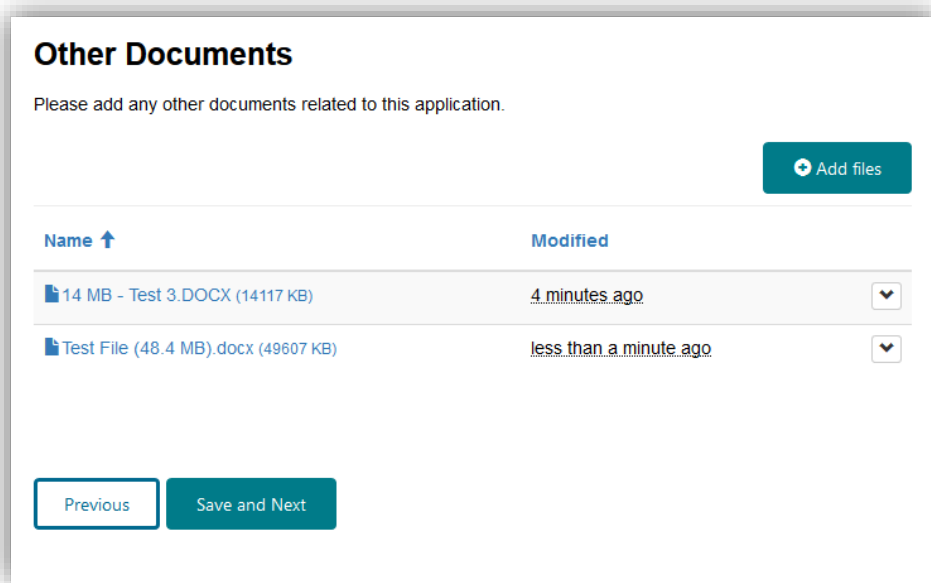 Other Documents
Please add any other documents related to this application.
Add files
Name Modified
14 MB - Test 3.DOCX (14117 KB) 4 minutes ago
Test File (48.4 MB).docx (49607 KB) less than a minute ago
Previous Save and Next